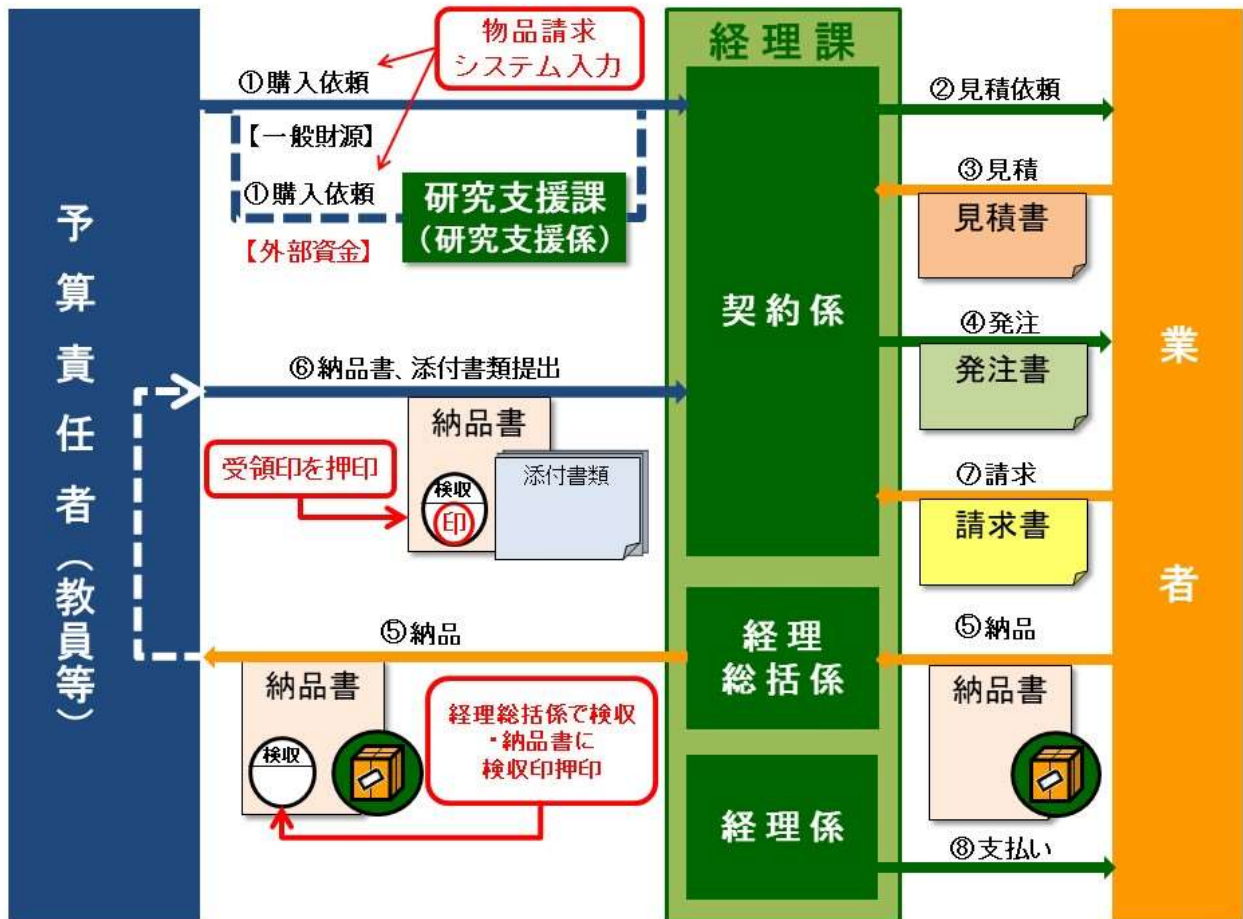 物品請求
システム入力
経理課
①購入依頼
②見積依頼
【一般財源】
①購入依頼
研究支援課
（研究支援係）
【外部資金】
③見積
見積書
予算責任者（教員等）
契約係
業者
④発注
発注書
⑥納品書、添付書類提出
納品書
添付書類
受領印を押印
検収
印
⑦請求
請求書
⑤納品
経理
総括係
⑤納品
納品書
検収
経理総括係で検収
・納品書に
検収印押印
納品書
経理係
⑧支払い